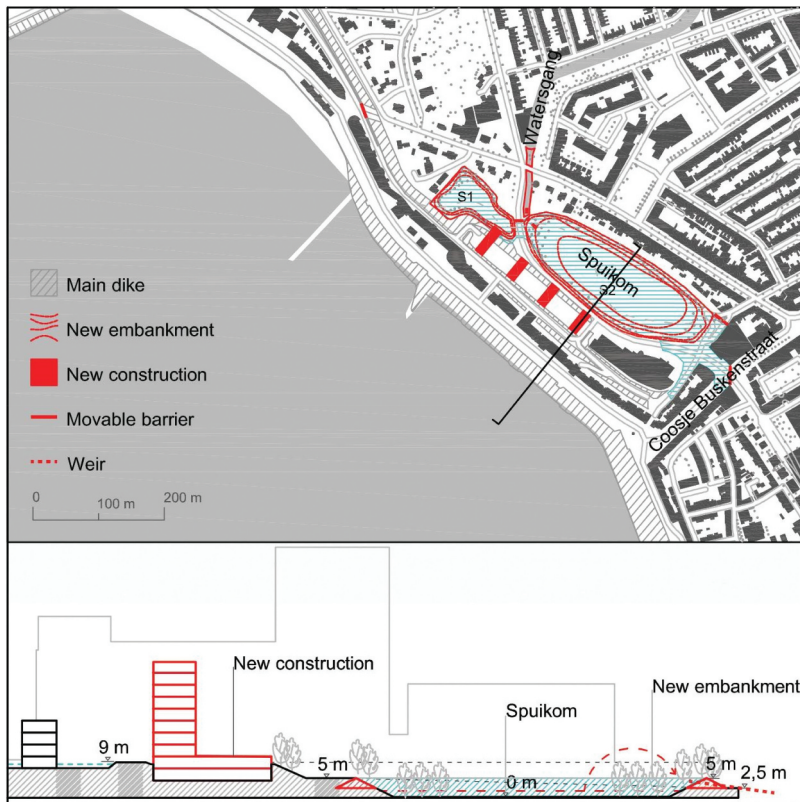 Watersgang
S1
Spuikom
S2
Coosje Buskenstraat
Main dike
New embankment
New construction
Movable barrier
Weir
0
100 m
200 m
New construction
New embankment
Spuikom
9 m
5 m
0 m
5 m
2,5 m